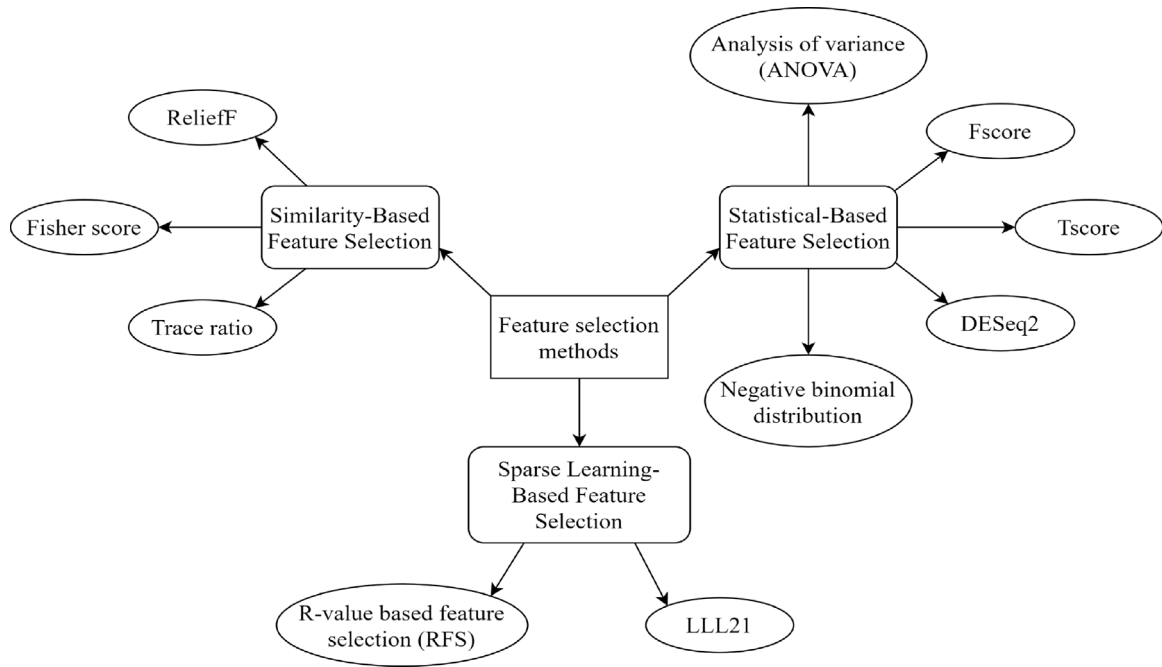 Analysis of variance
(ANOVA)
ReliefF
Fscore
Similarity-Based
Feature Selection
Statistical-Based
Feature Selection
Fisher score
Tscore
Trace ratio
Feature selection
methods
DESeq2
Negative binomial
distribution
Sparse Learning-
Based Feature
Selection
R-value based feature
selection (RFS)
LLL21